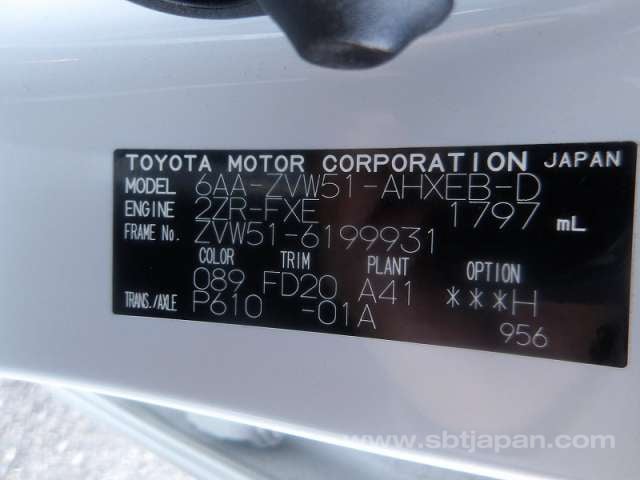 TOYOTA MOTOR CORPORATION JAPAN
MODEL 6AA-ZVW51-AHXEB-D
ENGINE 2ZR-FXE 1797 mL
FRAME No. ZVW51-6199931
COLOR TRIM PLANT OPTION
089 FD20 A41 ***H
TRANS./AXLE P610 -01A
956
www.sbtjapan.com